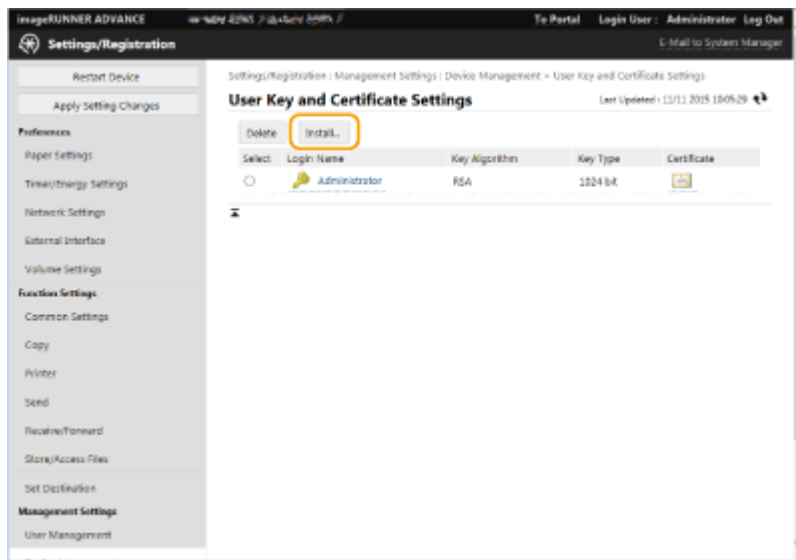 imageRUNNER ADVANCE To Portal Login User : Administrator Log Out
Settings/Registration E-Mail to System Manager
Restart Device
Apply Setting Changes
Preferences
Paper Settings
Timer/Energy Settings
Network Settings
External Interface
Volume Settings
Function Settings
Common Settings
Copy
Printer
Send
Receive/Forward
Store/Access Files
Set Destination
Management Settings
User Management
Settings/Registration : Management Settings : Device Management > User Key and Certificate Settings
User Key and Certificate Settings Last Updated : 11/11 2015 10:05:29
Delete Install...
Select Login Name Key Algorithm Key Type Certificate
Administrator RSA 1024 bit